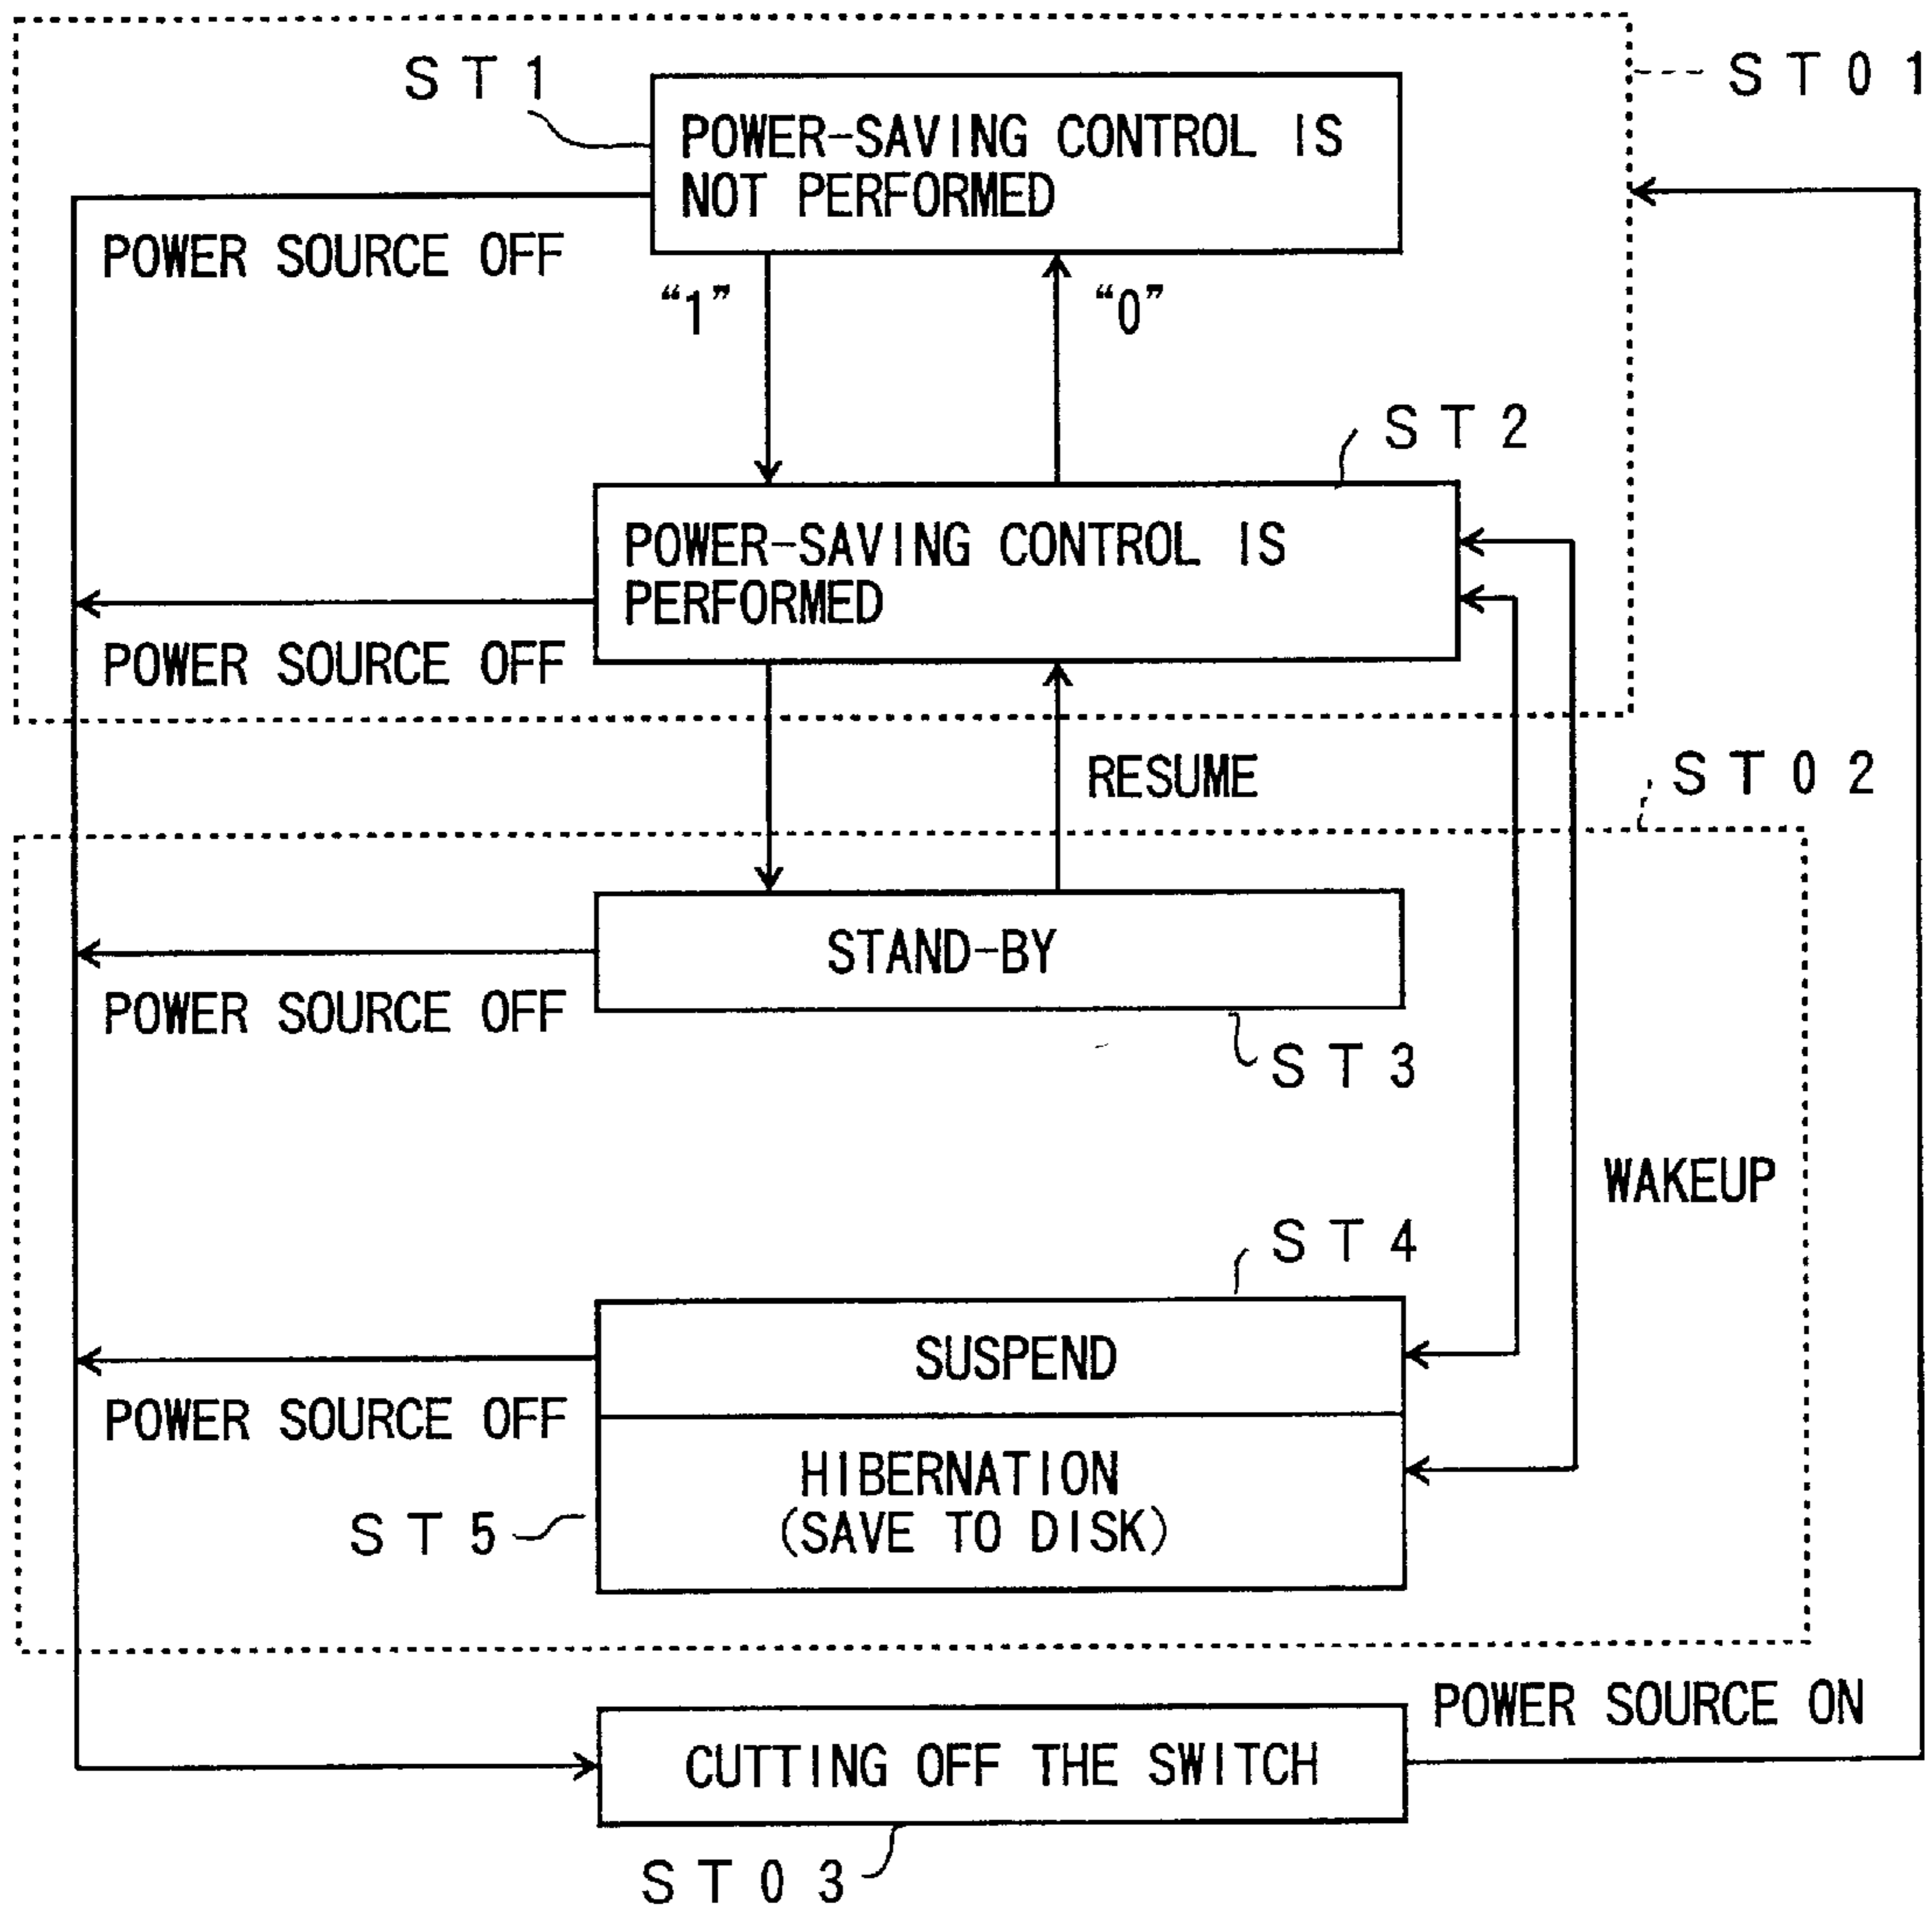 ST1
ST01
POWER-SAVING CONTROL IS
NOT PERFORMED
POWER SOURCE OFF
“1”
“0”
ST2
POWER-SAVING CONTROL IS
PERFORMED
POWER SOURCE OFF
RESUME
ST02
STAND-BY
POWER SOURCE OFF
ST3
WAKEUP
ST4
SUSPEND
POWER SOURCE OFF
HIBERNATION
(SAVE TO DISK)
ST5
POWER SOURCE ON
CUTTING OFF THE SWITCH
ST03